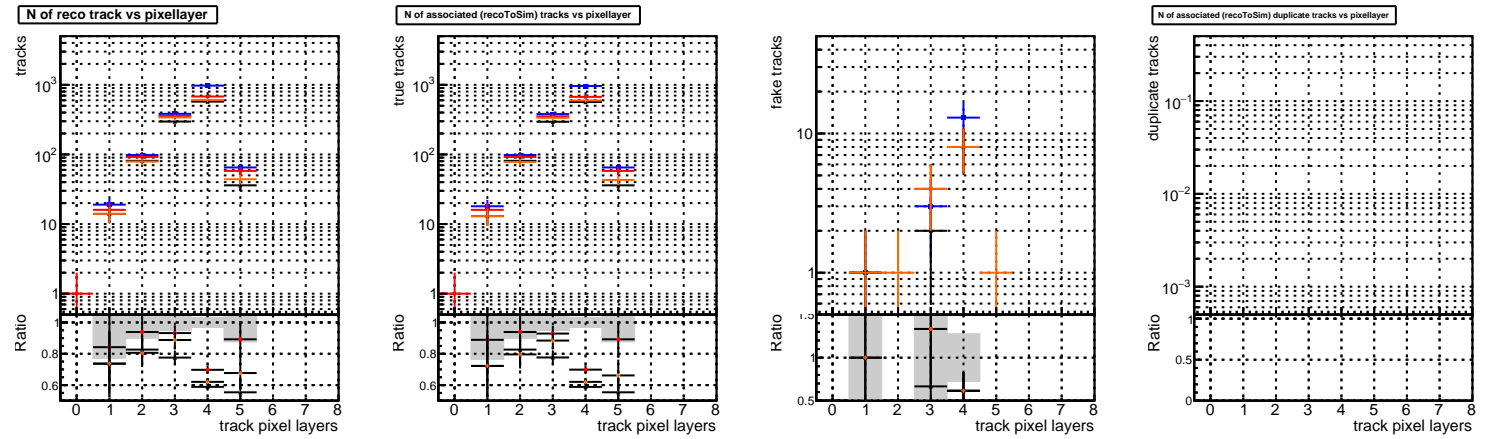 N of reco track vs pixellayer
tracks
10³
10²
10
1
Ratio
1
0.8
0.6
0 1 2 3 4 5 6 7 8
track pixel layers
N of associated (recoToSim) tracks vs pixellayer
true tracks
10³
10²
10
1
Ratio
1
0.8
0.6
0 1 2 3 4 5 6 7 8
track pixel layers
fake tracks
10
1
Ratio
1.5
1
0.5
0 1 2 3 4 5 6 7 8
track pixel layers
N of associated (recoToSim) duplicate tracks vs pixellayer
duplicate tracks
10⁻¹
10⁻²
10⁻³
Ratio
1
0.5
0
0 1 2 3 4 5 6 7 8
track pixel layers